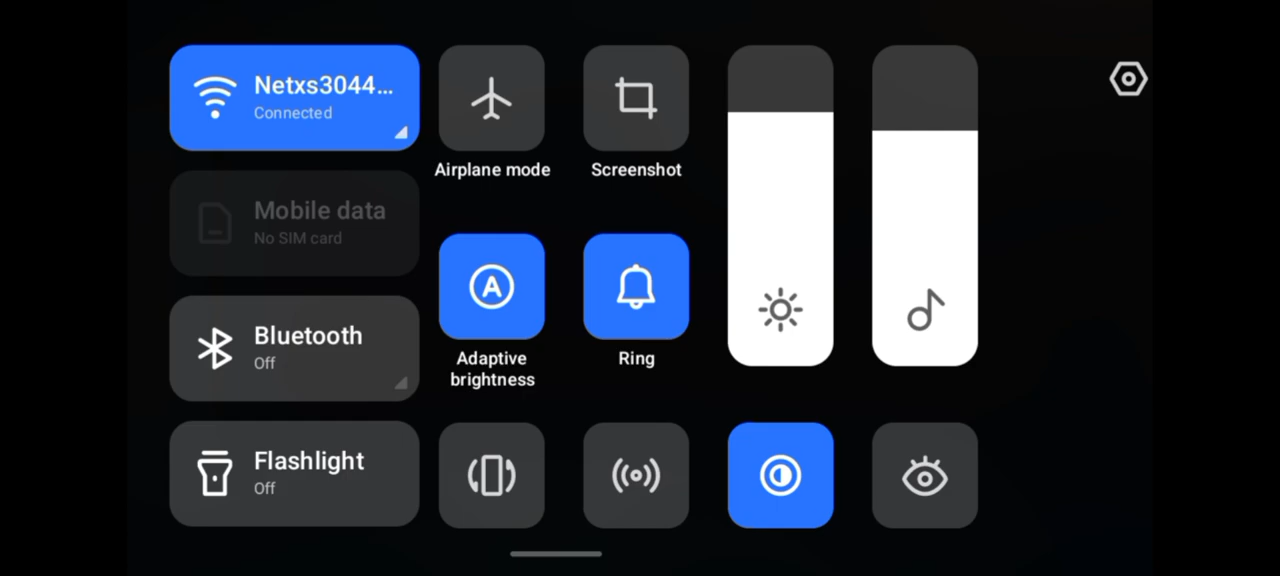 Netxs3044...
Connected
Airplane mode
Screenshot
Mobile data
No SIM card
Bluetooth
Off
A
Adaptive
brightness
Ring
Flashlight
Off